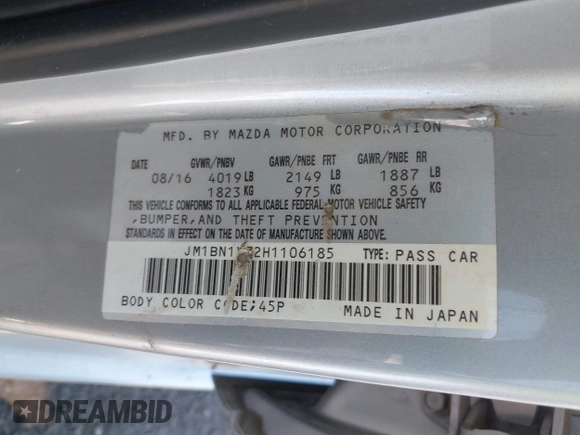 MFD. BY MAZDA MOTOR CORPORATION
GVWR/PNBV GAWR/PNBE FRT GAWR/PNBE RR
08/16 4019 LB 2149 LB 1887 LB
1823 KG 975 KG 856 KG
THIS VEHICLE CONFORMS TO ALL APPLICABLE FEDERAL MOTOR VEHICLE SAFETY
,BUMPER,AND THEFT PREVENTION
STANDARDS IN EFFECT ON THE DATE OF MANUFACTURE SHOWN ABOVE.
TYPE: PASS CAR
BODY COLOR CODE;45P MADE IN JAPAN
DREAMBID